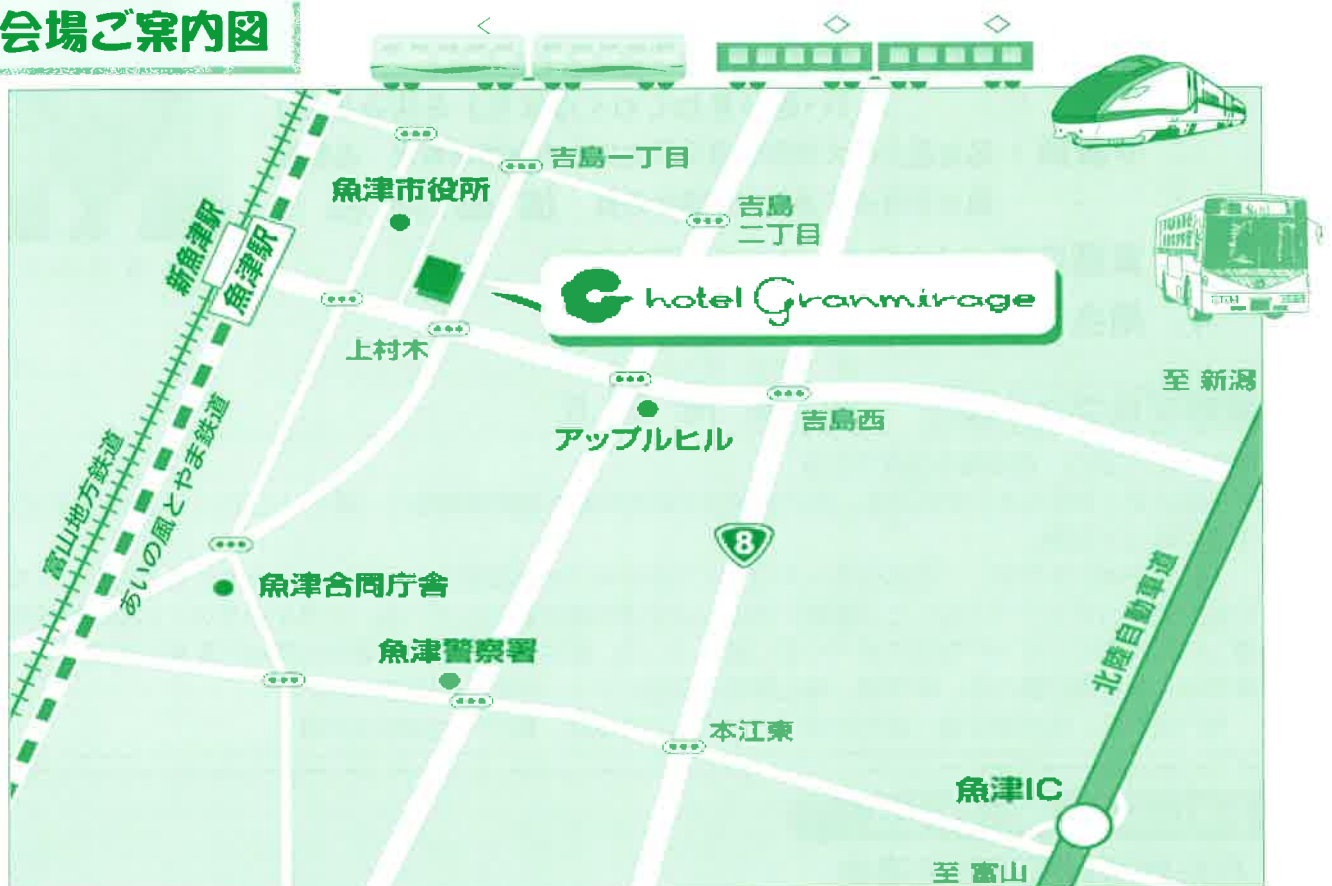 会場ご案内図
吉島一丁目
魚津市役所
吉島
二丁目
新魚津駅
魚津駅
hotel Granmirage
上村木
至 新潟
アップルヒル
吉島西
富山地方鉄道
あいの風とやま鉄道
8
魚津合同庁舎
北陸自動車道
魚津警察署
本江東
魚津IC
至 富山